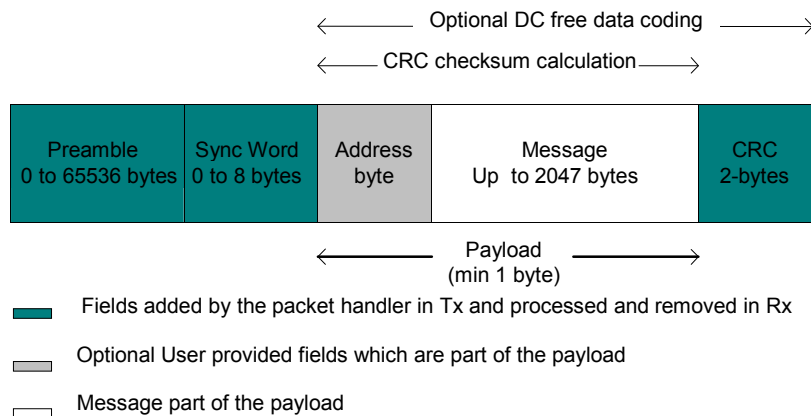 Optional DC free data coding
CRC checksum calculation
Preamble
0 to 65536 bytes
Sync Word
0 to 8 bytes
Address
byte
Message
Up to 2047 bytes
CRC
2-bytes
Payload
(min 1 byte)
Fields added by the packet handler in Tx and processed and removed in Rx
Optional User provided fields which are part of the payload
Message part of the payload